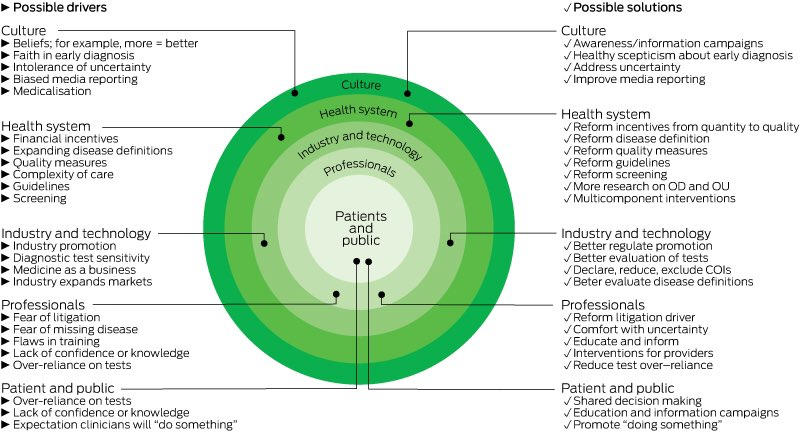 Possible drivers
Culture
Beliefs; for example, more = better
Faith in early diagnosis
Intolerance of uncertainty
Biased media reporting
Medicalisation
Health system
Financial incentives
Expanding disease definitions
Quality measures
Complexity of care
Guidelines
Screening
Industry and technology
Industry promotion
Diagnostic test sensitivity
Medicine as a business
Industry expands markets
Professionals
Fear of litigation
Fear of missing disease
Flaws in training
Lack of confidence or knowledge
Over-reliance on tests
Patient and public
Over-reliance on tests
Lack of confidence or knowledge
Expectation clinicians will “do something”
Culture
Health system
Industry and technology
Professionals
Patients
and
public
Possible solutions
Culture
Awareness/information campaigns
Healthy scepticism about early diagnosis
Address uncertainty
Improve media reporting
Health system
Reform incentives from quantity to quality
Reform disease definition
Reform quality measures
Reform guidelines
Reform screening
More research on OD and OU
Multicomponent interventions
Industry and technology
Better regulate promotion
Better evaluation of tests
Declare, reduce, exclude COIs
Beter evaluate disease definitions
Professionals
Reform litigation driver
Comfort with uncertainty
Educate and inform
Interventions for providers
Reduce test over–reliance
Patient and public
Shared decision making
Education and information campaigns
Promote “doing something”